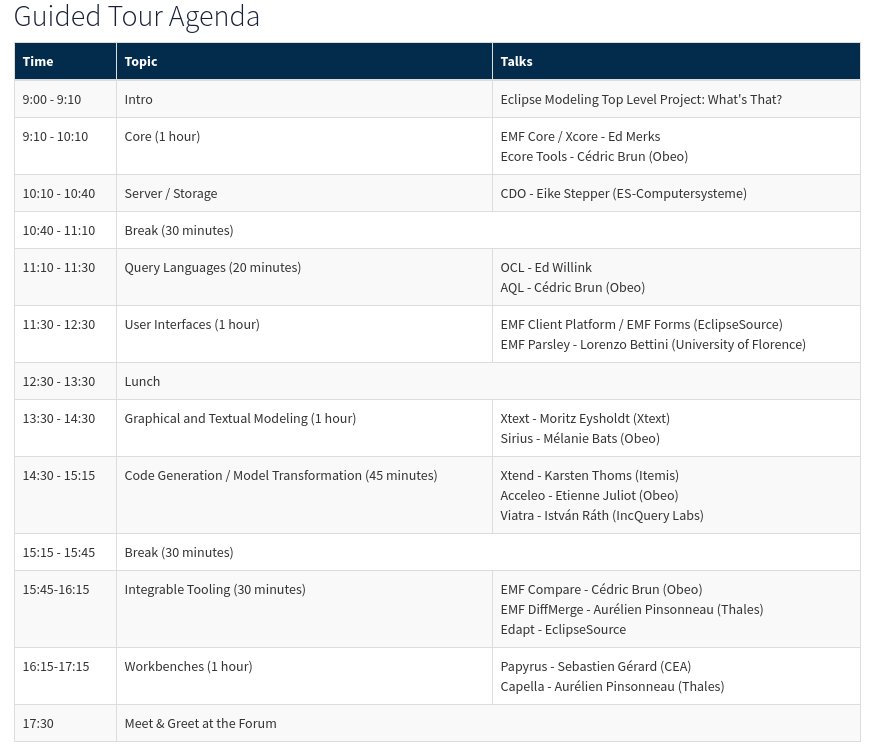 Guided Tour Agenda
Time Topic Talks
9:00 - 9:10 Intro Eclipse Modeling Top Level Project: What's That?
9:10 - 10:10 Core (1 hour) EMF Core / Xcore - Ed Merks
Ecore Tools - Cédric Brun (Obeo)
10:10 - 10:40 Server / Storage CDO - Eike Stepper (ES-Computersysteme)
10:40 - 11:10 Break (30 minutes)
11:10 - 11:30 Query Languages (20 minutes) OCL - Ed Willink
AQL - Cédric Brun (Obeo)
11:30 - 12:30 User Interfaces (1 hour) EMF Client Platform / EMF Forms (EclipseSource)
EMF Parsley - Lorenzo Bettini (University of Florence)
12:30 - 13:30 Lunch
13:30 - 14:30 Graphical and Textual Modeling (1 hour) Xtext - Moritz Eysholdt (Xtext)
Sirius - Mélanie Bats (Obeo)
14:30 - 15:15 Code Generation / Model Transformation (45 minutes) Xtend - Karsten Thoms (Itemis)
Acceleo - Etienne Juliot (Obeo)
Viatra - István Ráth (IncQuery Labs)
15:15 - 15:45 Break (30 minutes)
15:45-16:15 Integrable Tooling (30 minutes) EMF Compare - Cédric Brun (Obeo)
EMF DiffMerge - Aurélien Pinsonneau (Thales)
Edapt - EclipseSource
16:15-17:15 Workbenches (1 hour) Papyrus - Sebastien Gérard (CEA)
Capella - Aurélien Pinsonneau (Thales)
17:30 Meet & Greet at the Forum